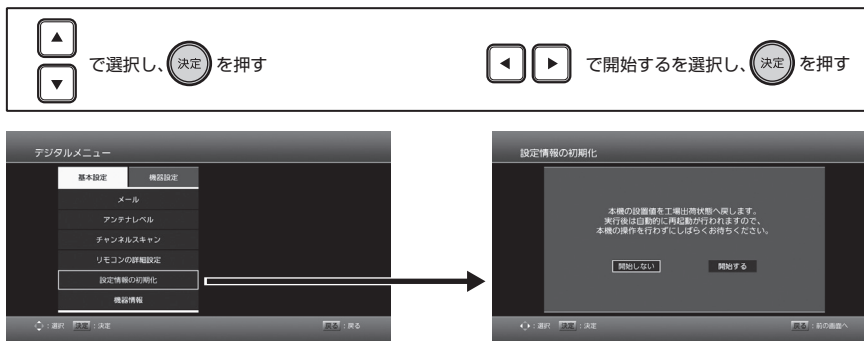 ▲
▼
で選択し、決定を押す
◀ ▶ で開始するを選択し、決定を押す
デジタルメニュー
基本設定 機器設定
メール
アンテナレベル
チャンネルスキャン
リモコンの詳細設定
設定情報の初期化
機器情報
:選択 決定:決定 戻る:戻る
設定情報の初期化
本機の設置値を工場出荷状態へ戻します。
実行後は自動的に再起動が行われますので、
本機の操作を行わずにしばらくお待ちください。
開始しない 開始する
:選択 決定:決定 戻る:前の画面へ